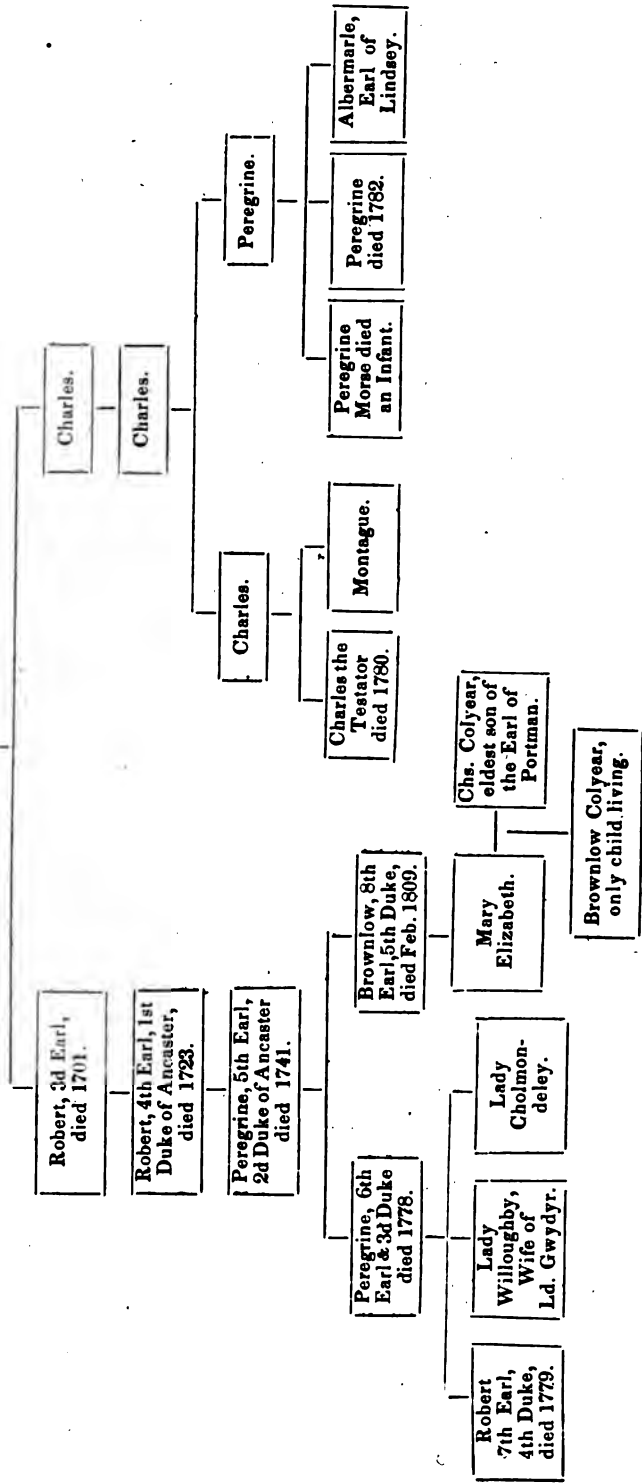 Robert, 3d Earl,
died 1701.
Charles.
Robert, 4th Earl, 1st
Duke of Ancaster,
died 1723.
Charles.
Peregrine, 5th Earl,
2d Duke of Ancaster
died 1741.
Charles.
Peregrine.
Peregrine, 6th
Earl & 3d Duke
died 1778.
Brownlow, 8th
Earl, 5th Duke,
died Feb. 1809.
Charles the
Testator
died 1780.
Montague.
Peregrine
Morse died
an Infant.
Peregrine
died 1782.
Albermarle,
Earl of
Lindsey.
Robert
7th Earl,
4th Duke,
died 1779.
Lady
Willoughby,
Wife of
Ld. Gwydyr.
Lady
Cholmon-
deley.
Mary
Elizabeth.
Chs. Colyear,
eldest son of
the Earl of
Portman.
Brownlow Colyear,
only child living.